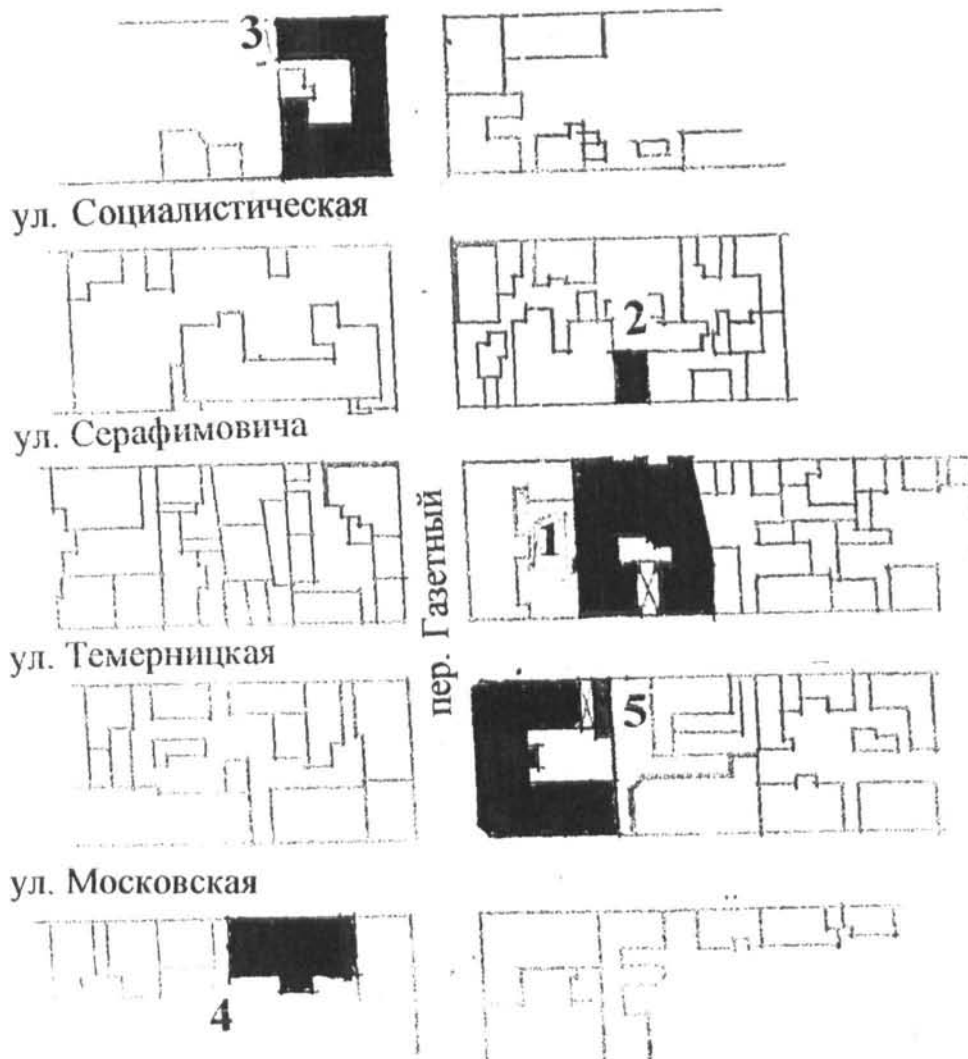 3
ул. Социалистическая
2
ул. Серафимовича
1
пер. Газетный
ул. Темерницкая
5
ул. Московская
4